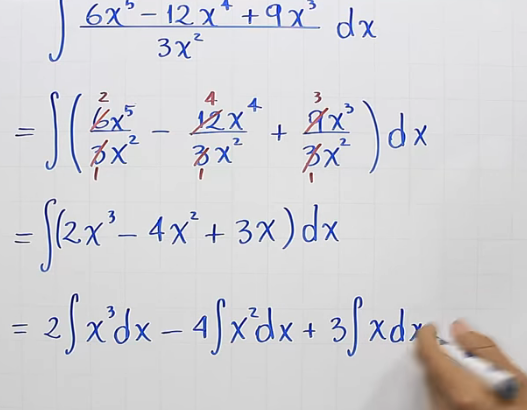 ∫ (6x⁵ − 12x⁴ + 9x³)/(3x²) dx
= ∫ ( 6x⁵/3x² − 12x⁴/3x² + 9x³/3x² ) dx
= ∫(2x³ − 4x² + 3x) dx
= 2∫x³dx − 4∫x²dx + 3∫xdx